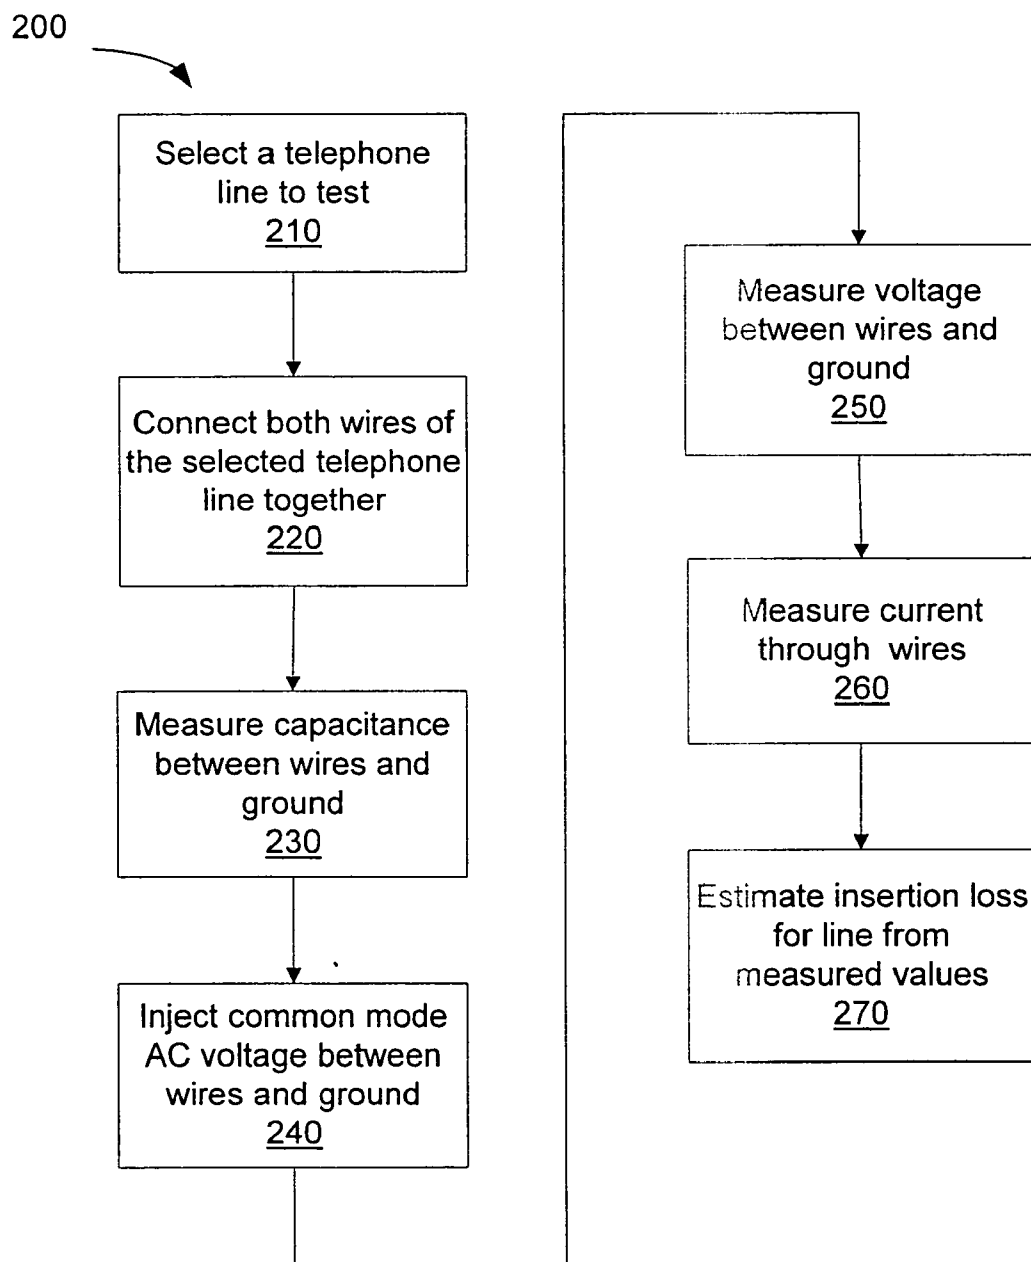 200
Select a telephone
line to test
210
Connect both wires of
the selected telephone
line together
220
Measure capacitance
between wires and
ground
230
Inject common mode
AC voltage between
wires and ground
240
Measure voltage
between wires and
ground
250
Measure current
through wires
260
Estimate insertion loss
for line from
measured values
270